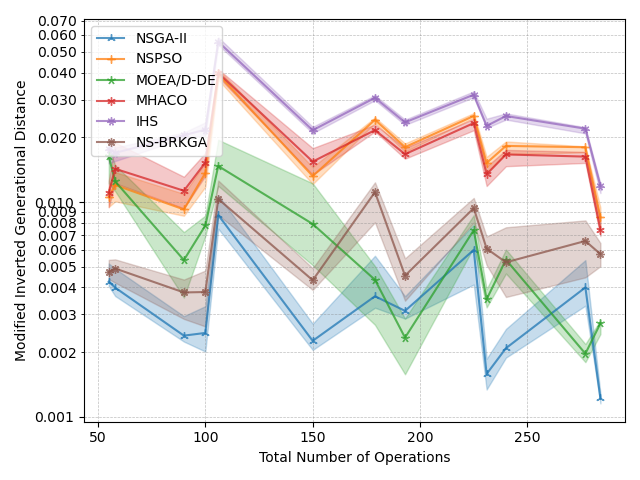 0.070
0.060
0.050
0.040
0.030
0.020
0.010
0.009
0.008
0.007
0.006
0.005
0.004
0.003
0.002
0.001
Modified Inverted Generational Distance
NSGA-II
NSPSO
MOEA/D-DE
MHACO
IHS
NS-BRKGA
50
100
150
200
250
Total Number of Operations